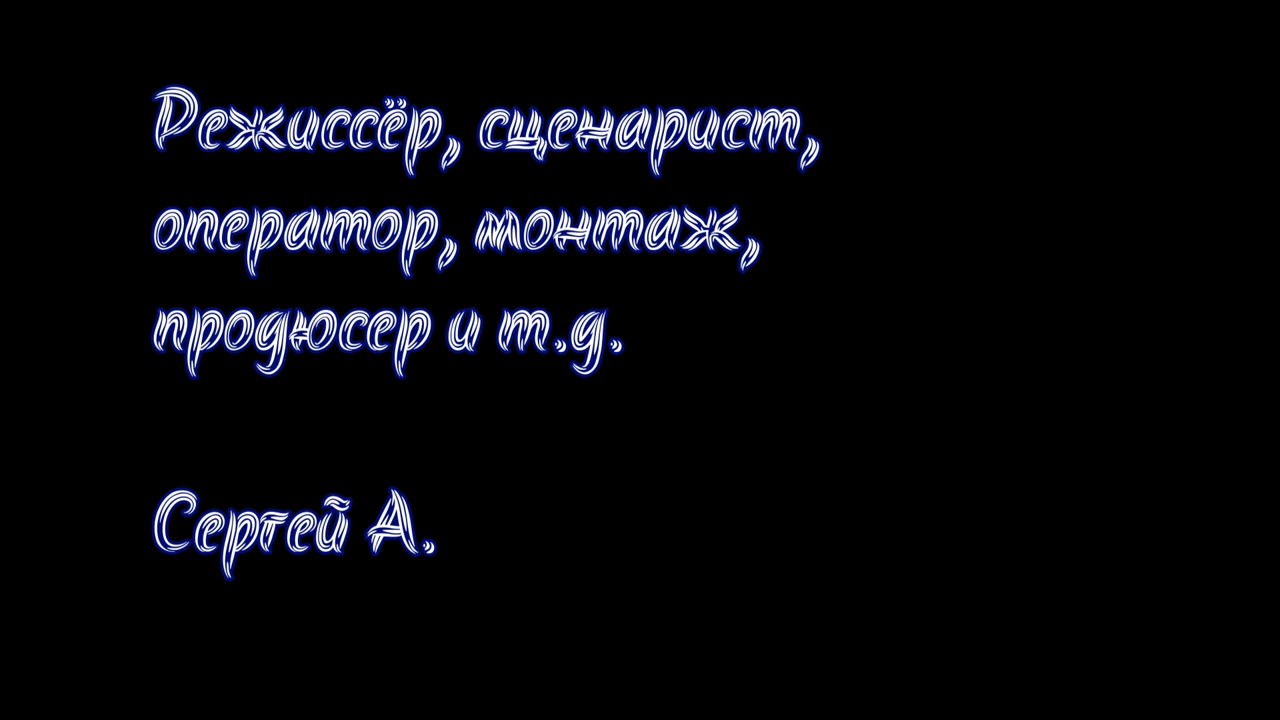 Режиссёр, сценарист,
оператор, монтаж,
продюсер и т.д.
Сергей А.